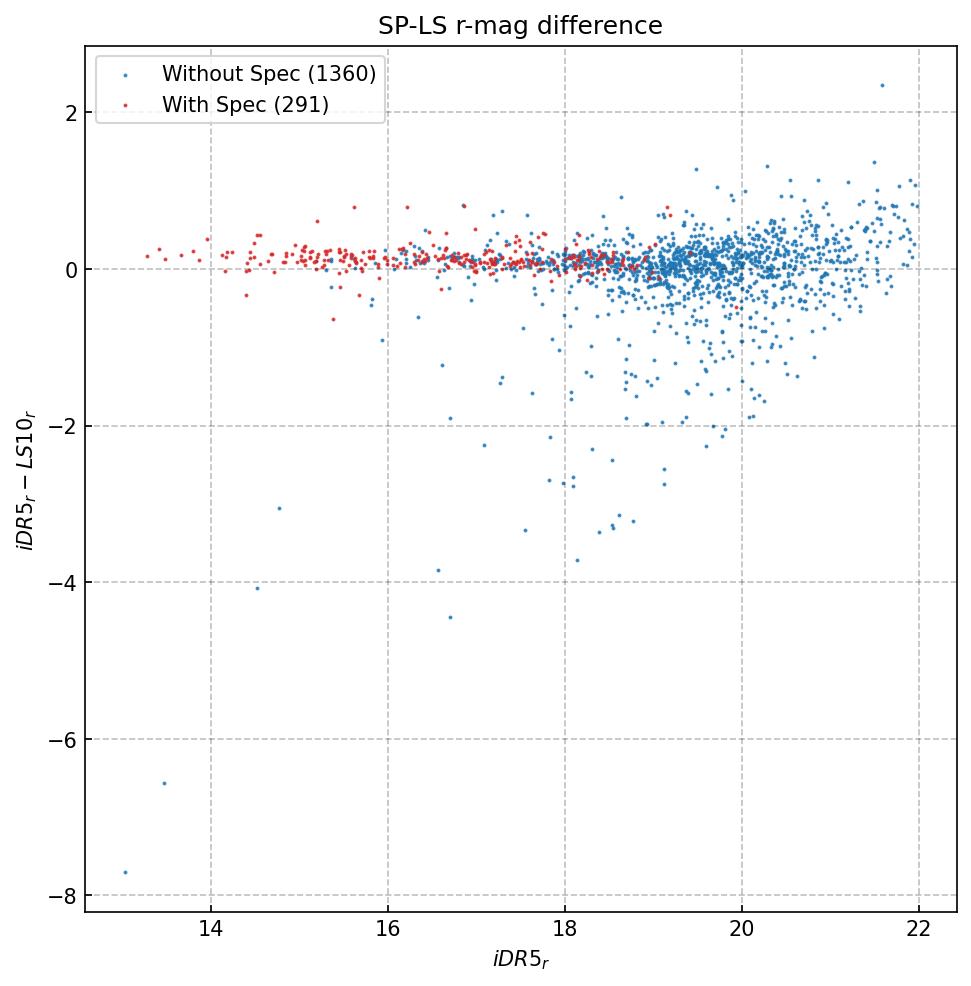 SP-LS r-mag difference
Without Spec (1360)
With Spec (291)
2
0
−2
−4
−6
−8
iDR5r − LS10r
14
16
18
20
22
iDR5r